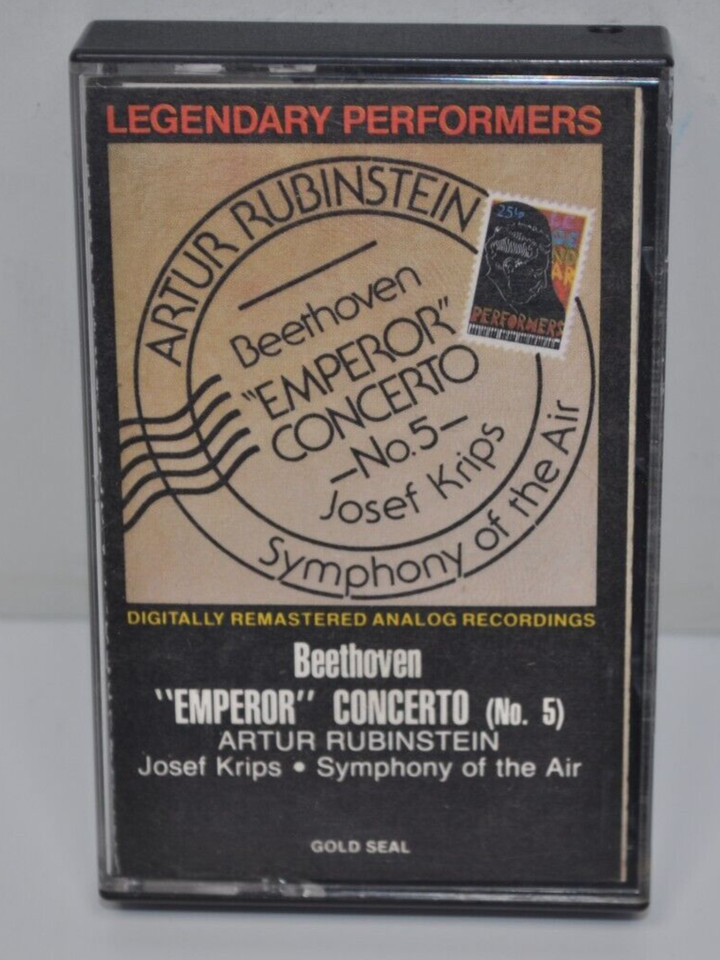 LEGENDARY PERFORMERS
ARTUR RUBINSTEIN
Beethoven
"EMPEROR"
CONCERTO
—No. 5—
Josef Krips
Symphony of the Air
PERFORMERS
DIGITALLY REMASTERED ANALOG RECORDINGS
Beethoven
"EMPEROR" CONCERTO (No. 5)
ARTUR RUBINSTEIN
Josef Krips • Symphony of the Air
GOLD SEAL